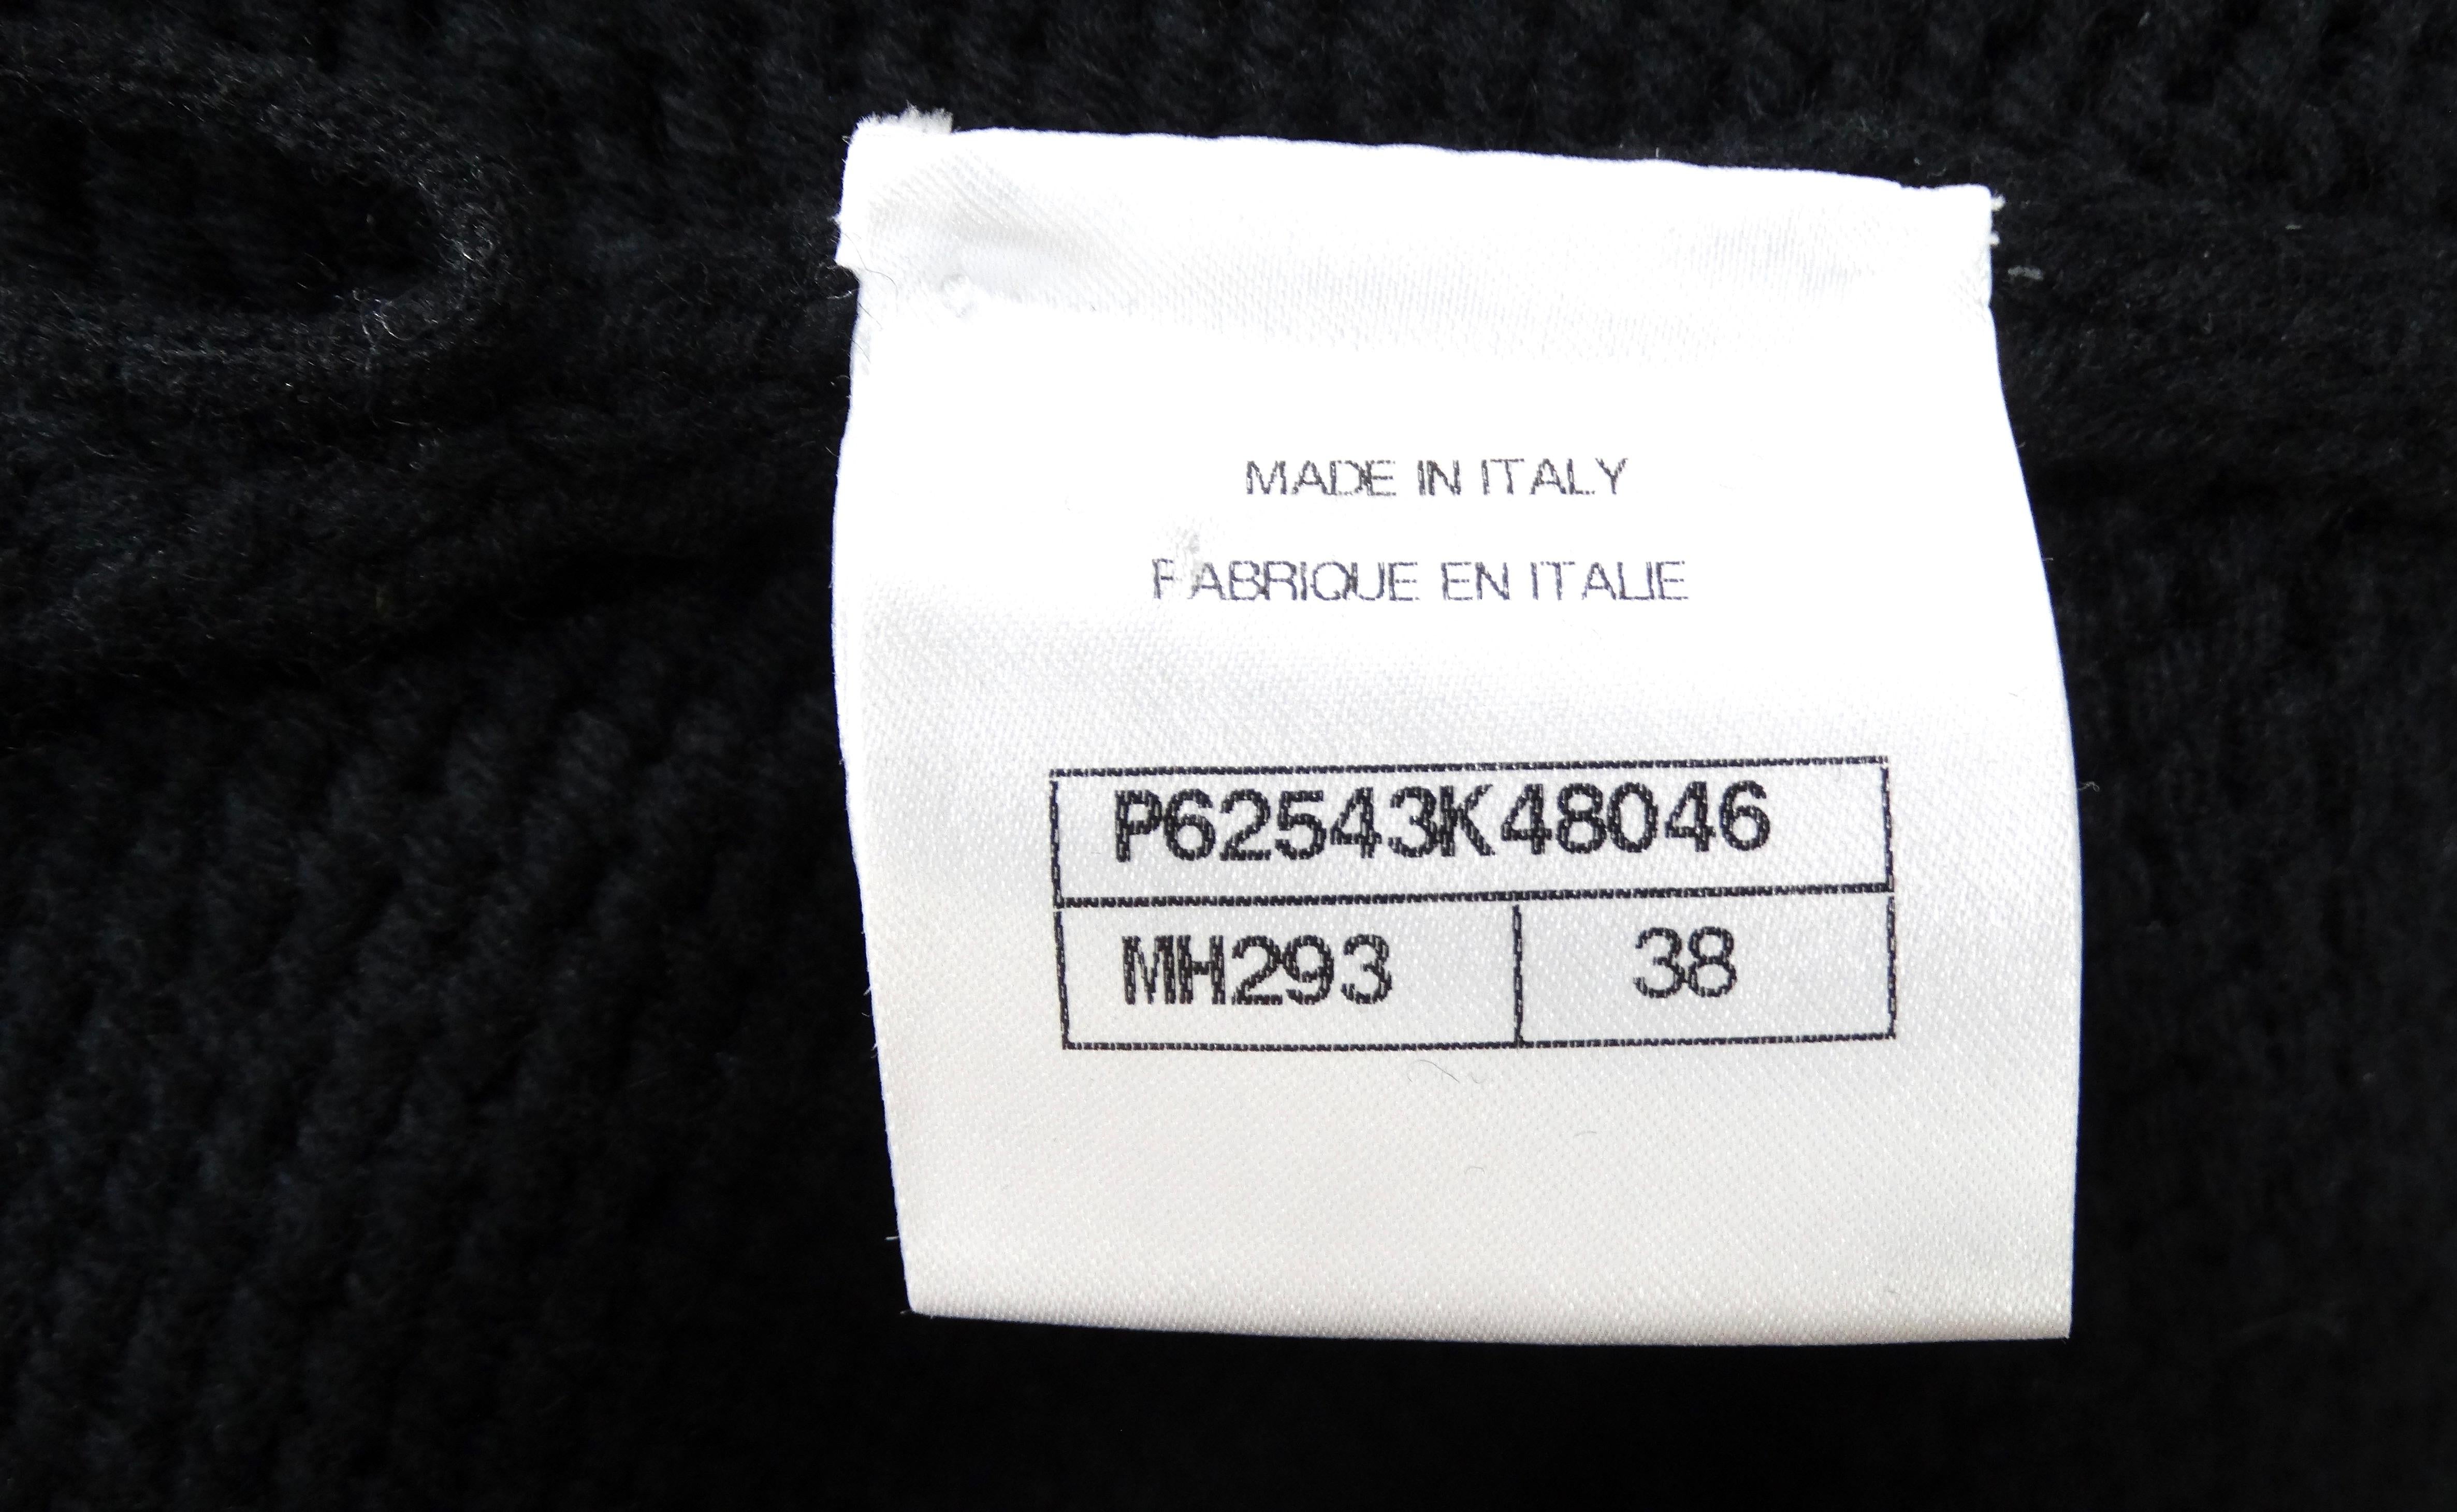 MADE IN ITALY
FABRIQUE EN ITALIE
P62543K48046
MH293 38